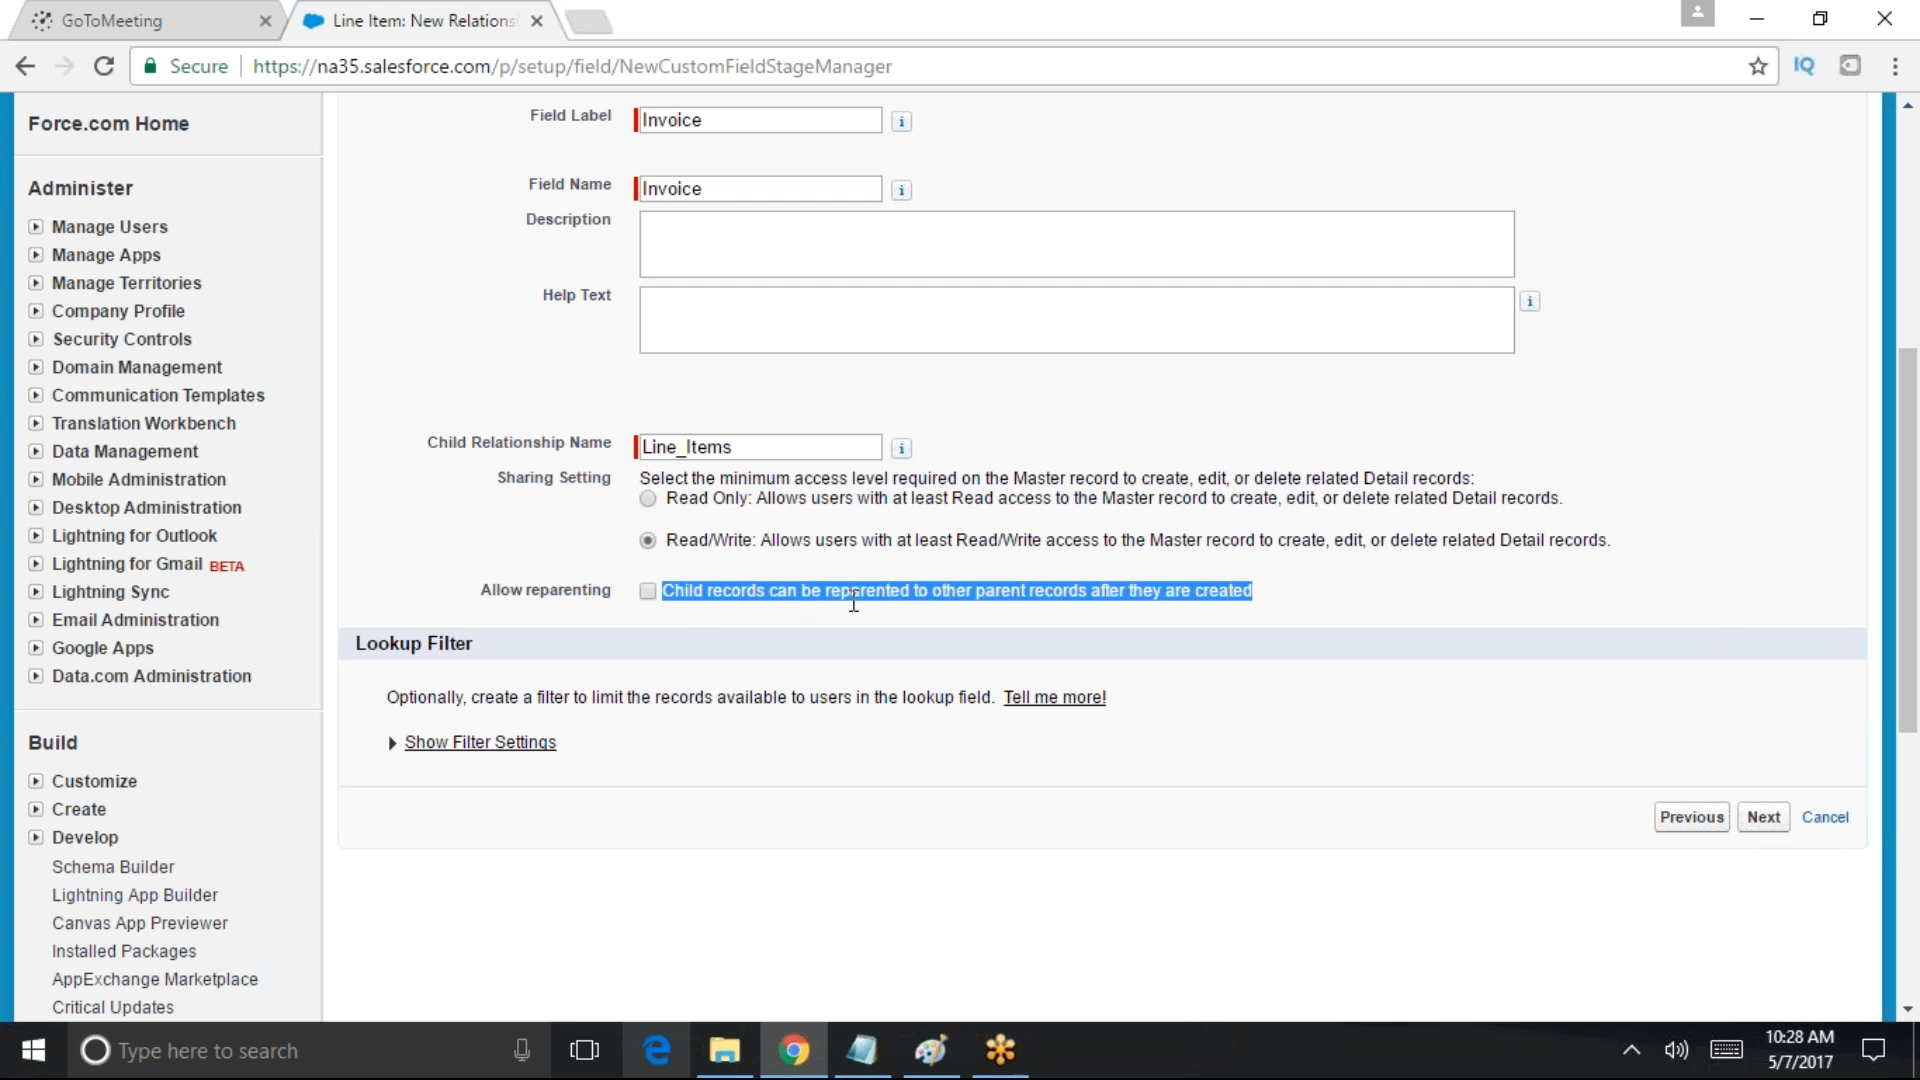 GoToMeeting
Line Item: New Relations
Secure
https://na35.salesforce.com/p/setup/field/NewCustomFieldStageManager
IQ
Force.com Home
Administer
Manage Users
Manage Apps
Manage Territories
Company Profile
Security Controls
Domain Management
Communication Templates
Translation Workbench
Data Management
Mobile Administration
Desktop Administration
Lightning for Outlook
Lightning for Gmail BETA
Lightning Sync
Email Administration
Google Apps
Data.com Administration
Build
Customize
Create
Develop
Schema Builder
Lightning App Builder
Canvas App Previewer
Installed Packages
AppExchange Marketplace
Critical Updates
Field Label Invoice
Field Name Invoice
Description
Help Text
Child Relationship Name Line_Items
Sharing Setting Select the minimum access level required on the Master record to create, edit, or delete related Detail records:
Read Only: Allows users with at least Read access to the Master record to create, edit, or delete related Detail records.
Read/Write: Allows users with at least Read/Write access to the Master record to create, edit, or delete related Detail records.
Allow reparenting Child records can be reparented to other parent records after they are created
Lookup Filter
Optionally, create a filter to limit the records available to users in the lookup field. Tell me more!
Show Filter Settings
Previous Next Cancel
Type here to search
10:28 AM
5/7/2017